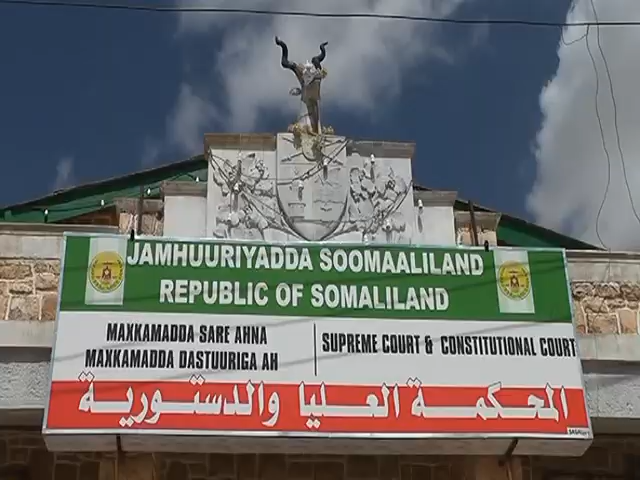 JAMHUURIYADDA SOOMAALILAND
REPUBLIC OF SOMALILAND
MAXKAMADDA SARE AHNA
MAXKAMADDA DASTUURIGA AH
SUPREME COURT & CONSTITUTIONAL COURT
المحكمة العليا والدستورية